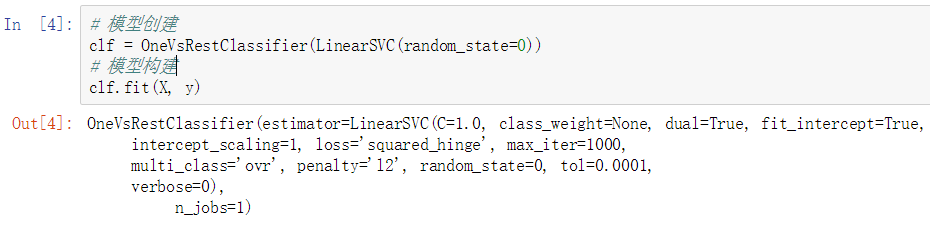 In [4]: # 模型创建
clf = OneVsRestClassifier(LinearSVC(random_state=0))
# 模型构建
clf.fit(X, y)
Out[4]: OneVsRestClassifier(estimator=LinearSVC(C=1.0, class_weight=None, dual=True, fit_intercept=True,
intercept_scaling=1, loss='squared_hinge', max_iter=1000,
multi_class='ovr', penalty='l2', random_state=0, tol=0.0001,
verbose=0),
n_jobs=1)